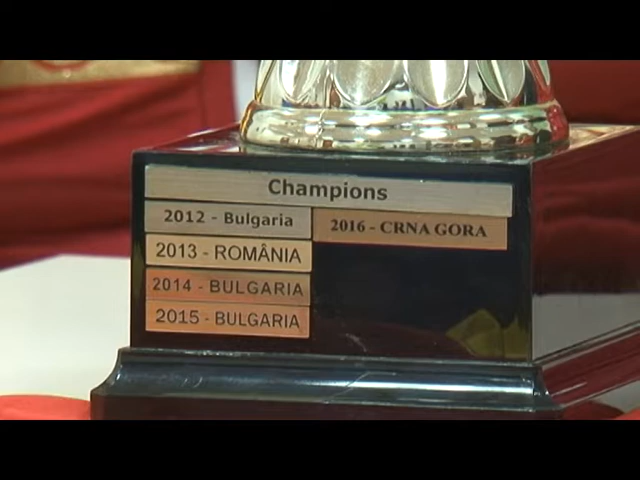 Champions
2012 - Bulgaria
2013 - ROMÂNIA
2014 - BULGARIA
2015 - BULGARIA
2016 - CRNA GORA